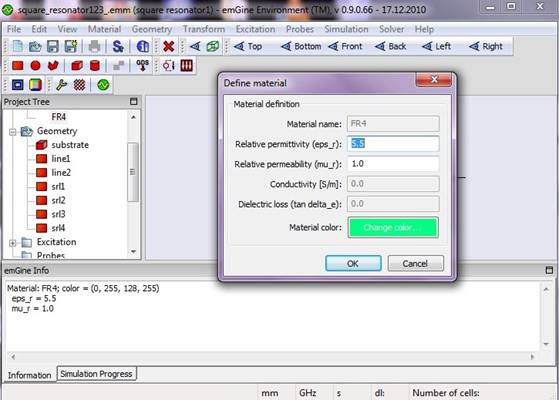 square_resonator123_.emm (square resonator1) - emGine Environment (TM), v 0.9.0.66 - 17.12.2010
File Edit View Material Geometry Transform Excitation Probes Simulation Solver Help
Top Bottom Front Back Left Right
GDS
Project Tree
FR4
Geometry
substrate
line1
line2
srl1
srl2
srl3
srl4
Excitation
Probes
Define material
Material definition
Material name: FR4
Relative permittivity (eps_r): 5.5
Relative permeability (mu_r): 1.0
Conductivity [S/m]: 0.0
Dielectric loss (tan delta_e): 0.0
Material color: Change color...
OK Cancel
emGine Info
Material: FR4; color = (0, 255, 128, 255)
eps_r = 5.5
mu_r = 1.0
Information Simulation Progress
mm GHz s dl: Number of cells: